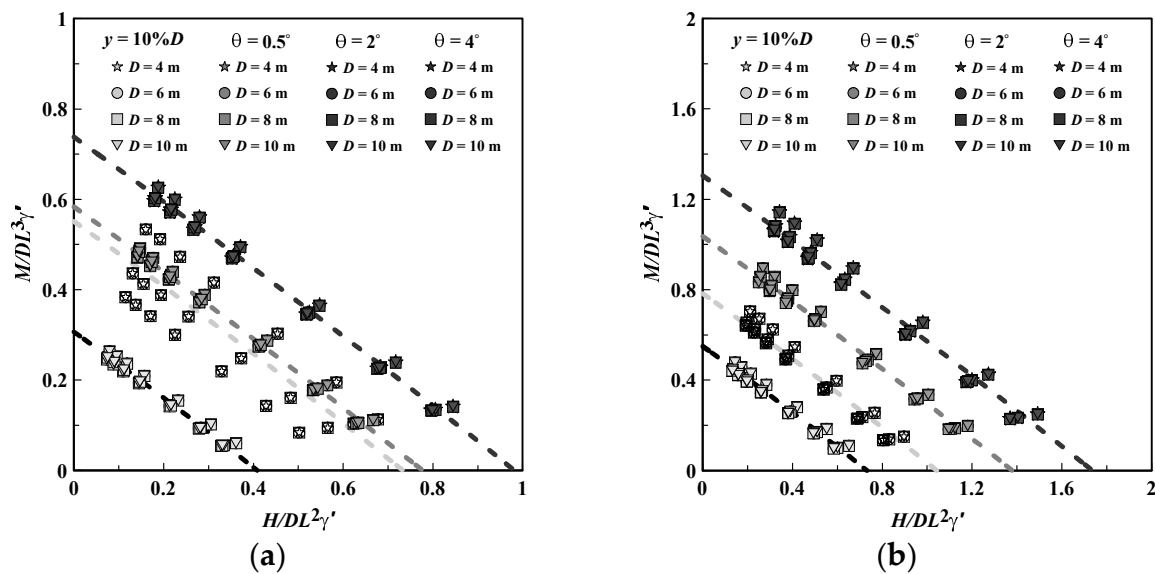 1
0.8
0.6
0.4
0.2
0
M/DL³γ'
y = 10%D θ = 0.5° θ = 2° θ = 4°
D = 4 m D = 4 m D = 4 m D = 4 m
D = 6 m D = 6 m D = 6 m D = 6 m
D = 8 m D = 8 m D = 8 m D = 8 m
D = 10 m D = 10 m D = 10 m D = 10 m
0 0.2 0.4 0.6 0.8 1
H/DL²γ'
(a)
2
1.6
1.2
0.8
0.4
0
M/DL³γ'
y = 10%D θ = 0.5° θ = 2° θ = 4°
D = 4 m D = 4 m D = 4 m D = 4 m
D = 6 m D = 6 m D = 6 m D = 6 m
D = 8 m D = 8 m D = 8 m D = 8 m
D = 10 m D = 10 m D = 10 m D = 10 m
0 0.4 0.8 1.2 1.6 2
H/DL²γ'
(b)